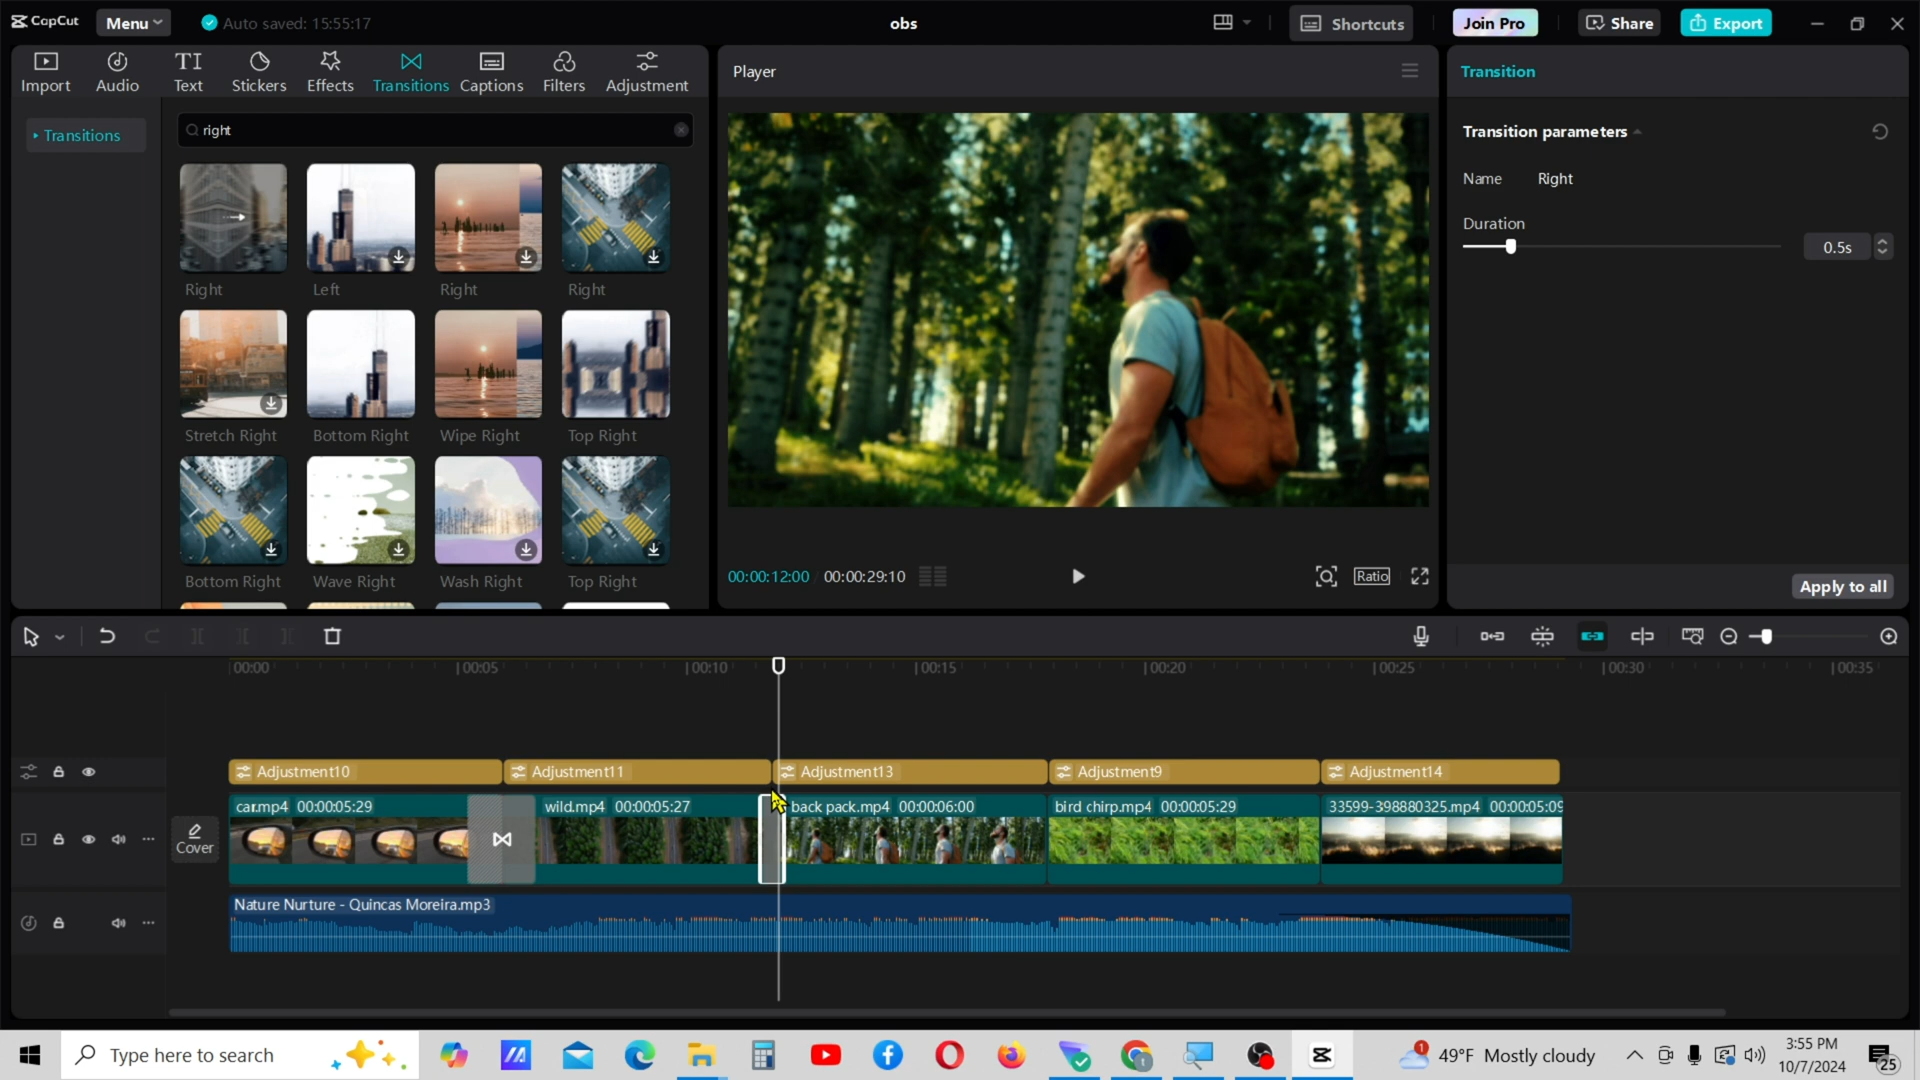 CapCut
Menu
Auto saved: 15:55:17
obs
Shortcuts
Join Pro
Share
Export
Import
Audio
TI
Text
Stickers
Effects
Transitions
Captions
Filters
Adjustment
Transitions
right
Right
Left
Right
Right
Stretch Right
Bottom Right
Wipe Right
Top Right
Bottom Right
Wave Right
Wash Right
Top Right
Player
00:00:12:00
00:00:29:10
Ratio
Transition
Transition parameters
Name
Right
Duration
0.5s
Apply to all
00:00
00:05
00:10
00:15
00:20
00:25
00:30
00:35
Adjustment10
Adjustment11
Adjustment13
Adjustment9
Adjustment14
Cover
car.mp4 00:00:05:29
wild.mp4 00:00:05:27
back pack.mp4 00:00:06:00
bird chirp.mp4 00:00:05:29
33599-398880325.mp4 00:00:05:09
Nature Nurture - Quincas Moreira.mp3
Type here to search
1
49°F Mostly cloudy
3:55 PM
10/7/2024
25